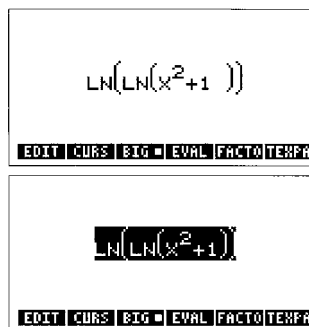 LN(LN(x²+1 ))
EDIT CURS BIG ■ EVAL FACTO TEXPA
LN(LN(x²+1))
EDIT CURS BIG ■ EVAL FACTO TEXPA